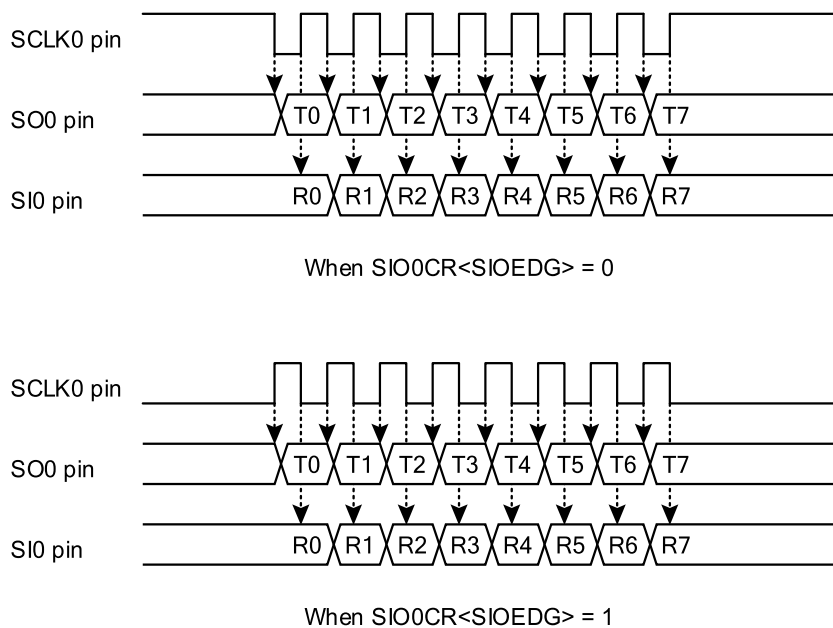 SCLK0 pin
SO0 pin T0 T1 T2 T3 T4 T5 T6 T7
SI0 pin R0 R1 R2 R3 R4 R5 R6 R7
When SIO0CR<SIOEDG> = 0
SCLK0 pin
SO0 pin T0 T1 T2 T3 T4 T5 T6 T7
SI0 pin R0 R1 R2 R3 R4 R5 R6 R7
When SIO0CR<SIOEDG> = 1